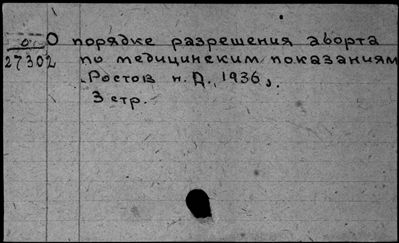 О порядке разрешения аборта
27302 по медицинским показаниям
Ростов н. Д., 1936,
3 стр.